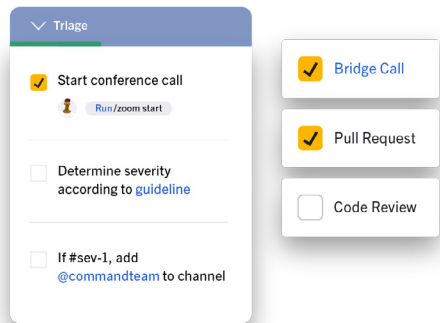 Triage
Start conference call
Run/zoom start
Determine severity
according to guideline
If #sev-1, add
@commandteam to channel
Bridge Call
Pull Request
Code Review